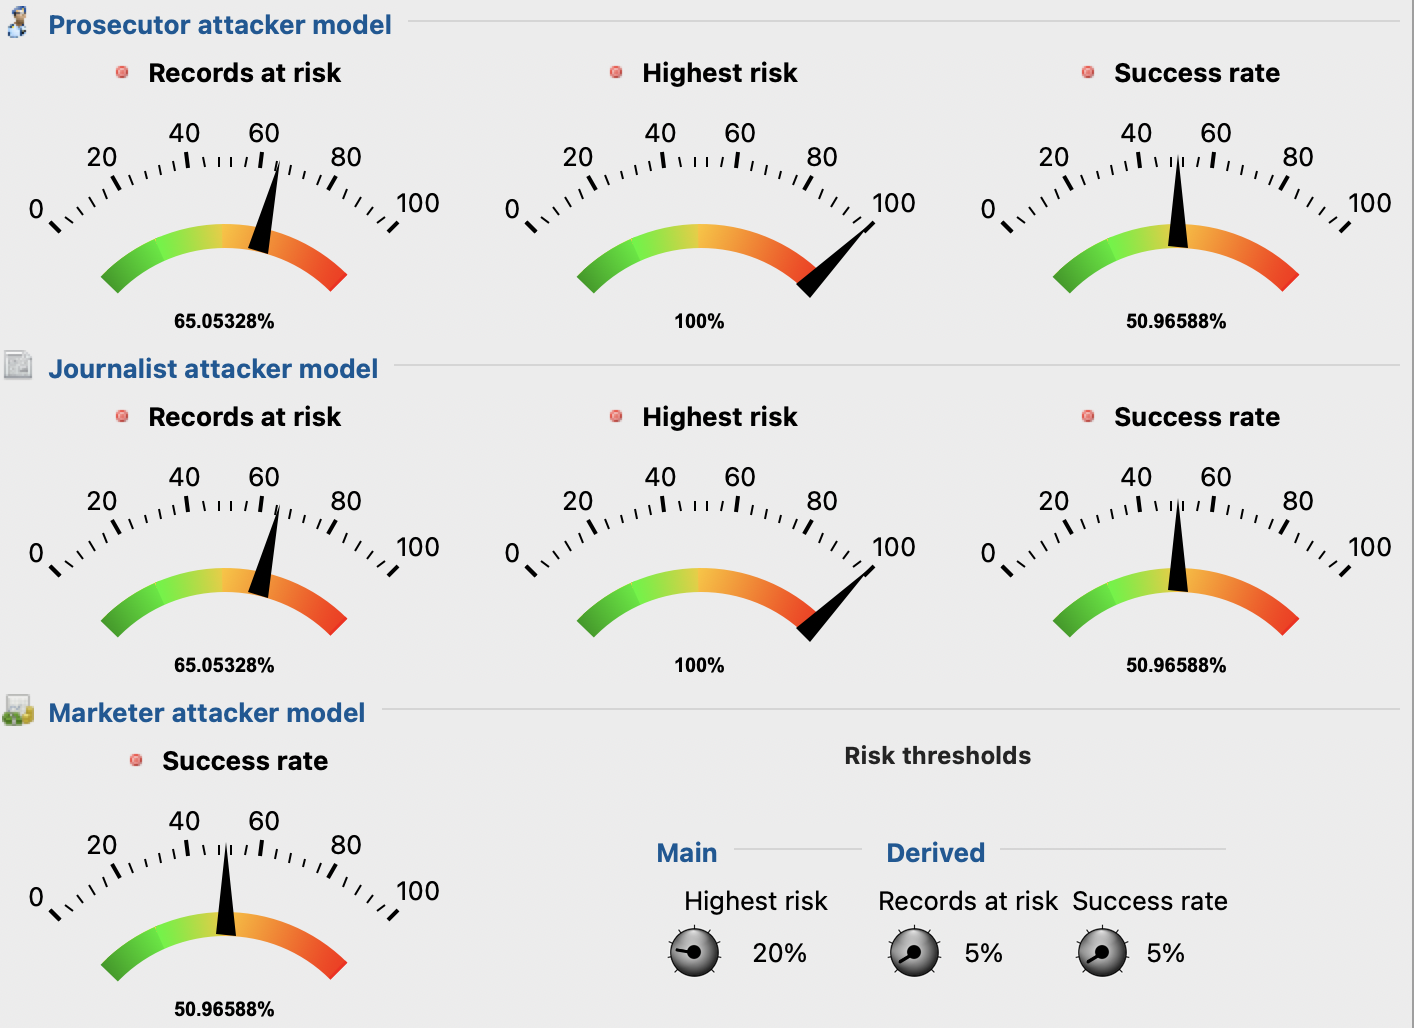 Prosecutor attacker model
Records at risk
Highest risk
Success rate
0 20 40 60 80 100
0 20 40 60 80 100
0 20 40 60 80 100
65.05328%
100%
50.96588%
Journalist attacker model
Records at risk
Highest risk
Success rate
0 20 40 60 80 100
0 20 40 60 80 100
0 20 40 60 80 100
65.05328%
100%
50.96588%
Marketer attacker model
Success rate
0 20 40 60 80 100
50.96588%
Risk thresholds
Main
Derived
Highest risk
Records at risk
Success rate
20%
5%
5%